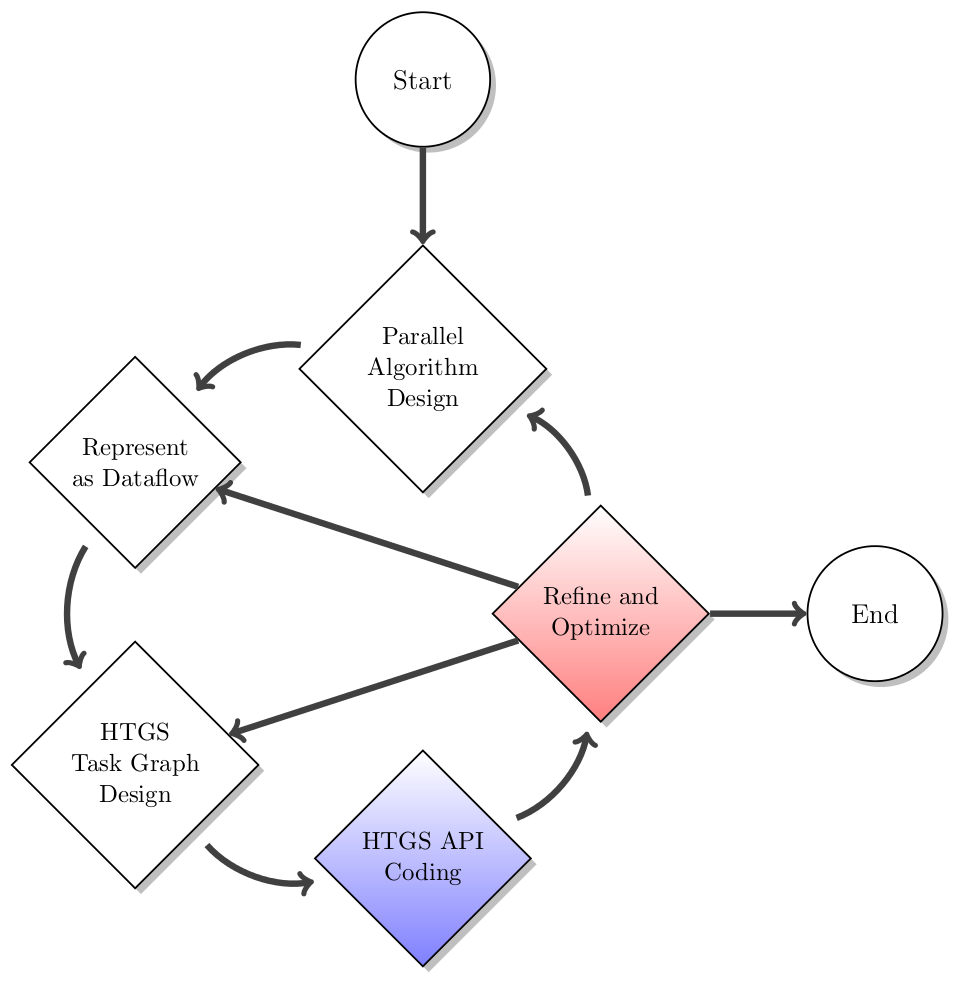 Start
Parallel
Algorithm
Design
Represent
as Dataflow
Refine and
Optimize
End
HTGS
Task Graph
Design
HTGS API
Coding